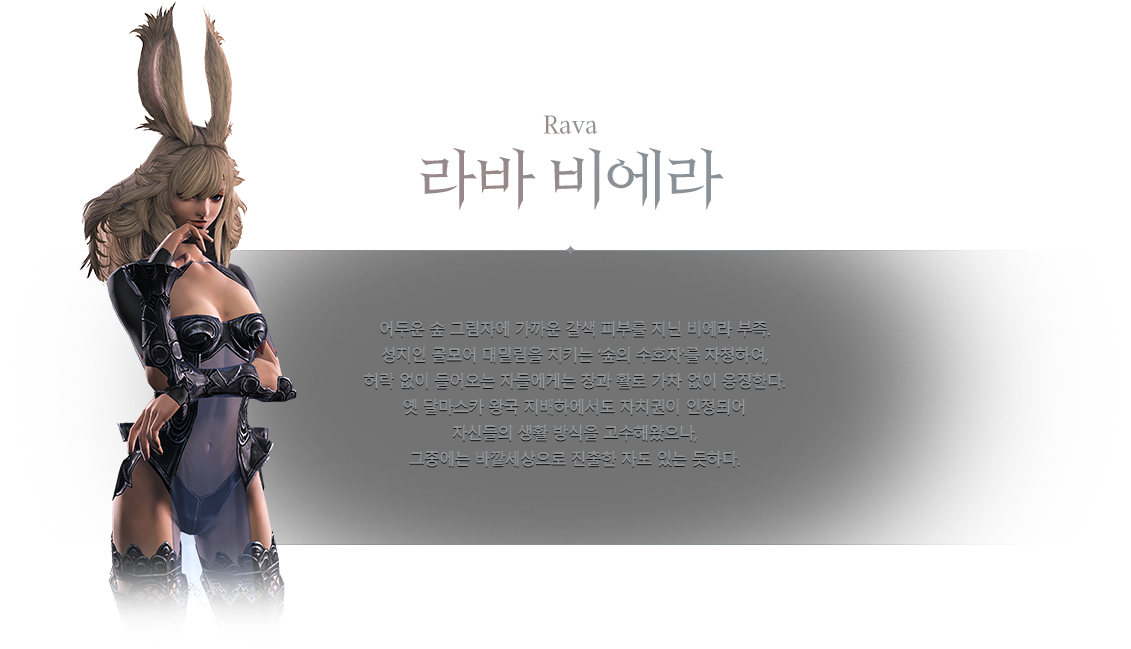 Rava
라바 비에라
어두운 숲 그림자에 가까운 갈색 피부를 지닌 비에라 부족.
성지인 골모어 대밀림을 지키는 '숲의 수호자'를 자청하여,
허락 없이 들어오는 자들에게는 창과 활로 가차 없이 응징한다.
옛 달마스카 왕국 지배하에서도 자치권이 인정되어
자신들의 생활 방식을 고수해왔으나,
그중에는 바깥세상으로 진출한 자도 있는 듯하다.